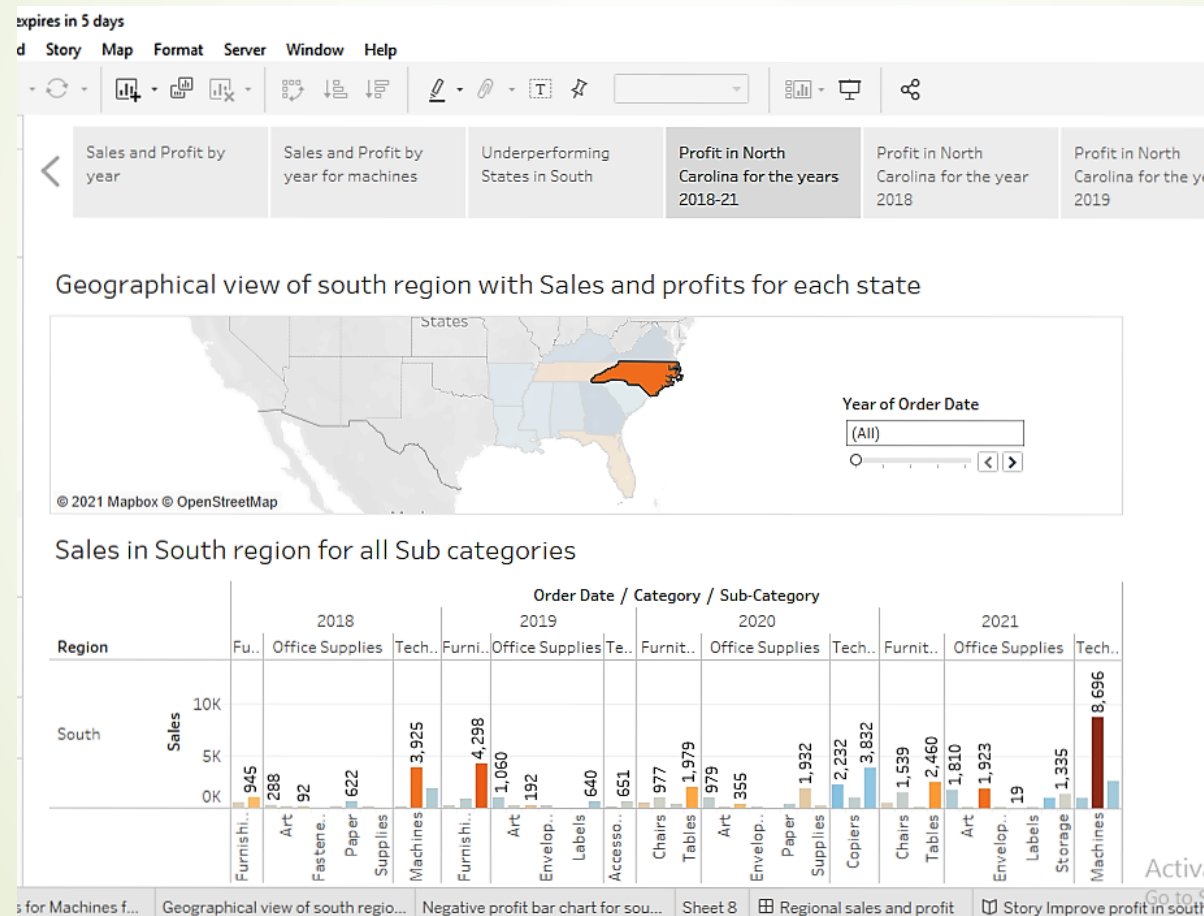 expires in 5 days
d Story Map Format Server Window Help
Sales and Profit by
year
Sales and Profit by
year for machines
Underperforming
States in South
Profit in North
Carolina for the years
2018-21
Profit in North
Carolina for the year
2018
Profit in North
Carolina for the ye
2019
Geographical view of south region with Sales and profits for each state
States
Year of Order Date
(All)
© 2021 Mapbox © OpenStreetMap
Sales in South region for all Sub categories
Order Date / Category / Sub-Category
2018 2019 2020 2021
Region Fu.. Office Supplies Tech.. Furni.. Office Supplies Te.. Furnit.. Office Supplies Tech.. Furnit.. Office Supplies Tech..
South
Sales
10K
5K
0K
945 288 92 622 3,925 4,298 1,060 192 640 651 977 1,979 979 355 1,932 2,232 3,832 1,539 2,460 1,810 1,923 19 1,335 8,696
Furnishi.. Art Fastene.. Paper Supplies Machines Furnishi.. Art Envelop.. Labels Accesso.. Chairs Tables Art Envelop.. Paper Supplies Copiers Chairs Tables Art Envelop.. Labels Storage Machines
Activa
Go to S
s for Machines f... Geographical view of south regio... Negative profit bar chart for sou... Sheet 8 Regional sales and profit Story Improve profit in sout